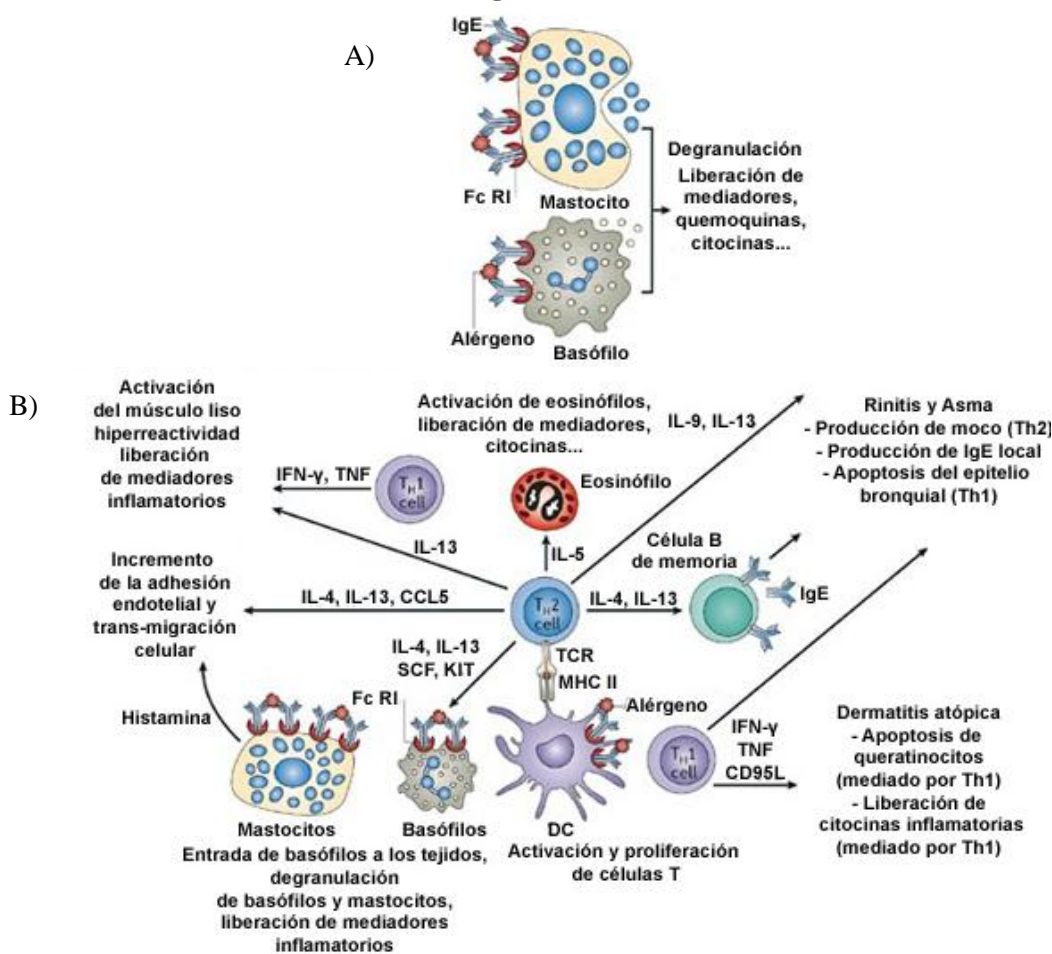 A)
IgE
Fc RI
Mastocito
Alérgeno
Basófilo
Degranulación
Liberación de
mediadores,
quemoquinas,
citocinas...
B)
Activación
del músculo liso
hiperreactividad
liberación
de mediadores
inflamatorios
IFN-γ, TNF
TH1
cell
Activación de eosinófilos,
liberación de mediadores,
citocinas...
Eosinófilo
IL-9, IL-13
Rinitis y Asma
- Producción de moco (Th2)
- Producción de IgE local
- Apoptosis del epitelio
bronquial (Th1)
IL-13
IL-5
Célula B
de memoria
IgE
Incremento
de la adhesión
endotelial y
trans-migración
celular
IL-4, IL-13, CCL5
TH2
cell
IL-4, IL-13
IL-4, IL-13
SCF, KIT
TCR
MHC II
Fc RI
Alérgeno
Histamina
TH1
cell
IFN-γ
TNF
CD95L
Dermatitis atópica
- Apoptosis de
queratinocitos
(mediado por Th1)
- Liberación de
citocinas inflamatorias
(mediado por Th1)
Mastocitos
Basófilos
Entrada de basófilos a los tejidos,
degranulación
de basófilos y mastocitos,
liberación de mediadores
inflamatorios
DC
Activación y proliferación
de células T